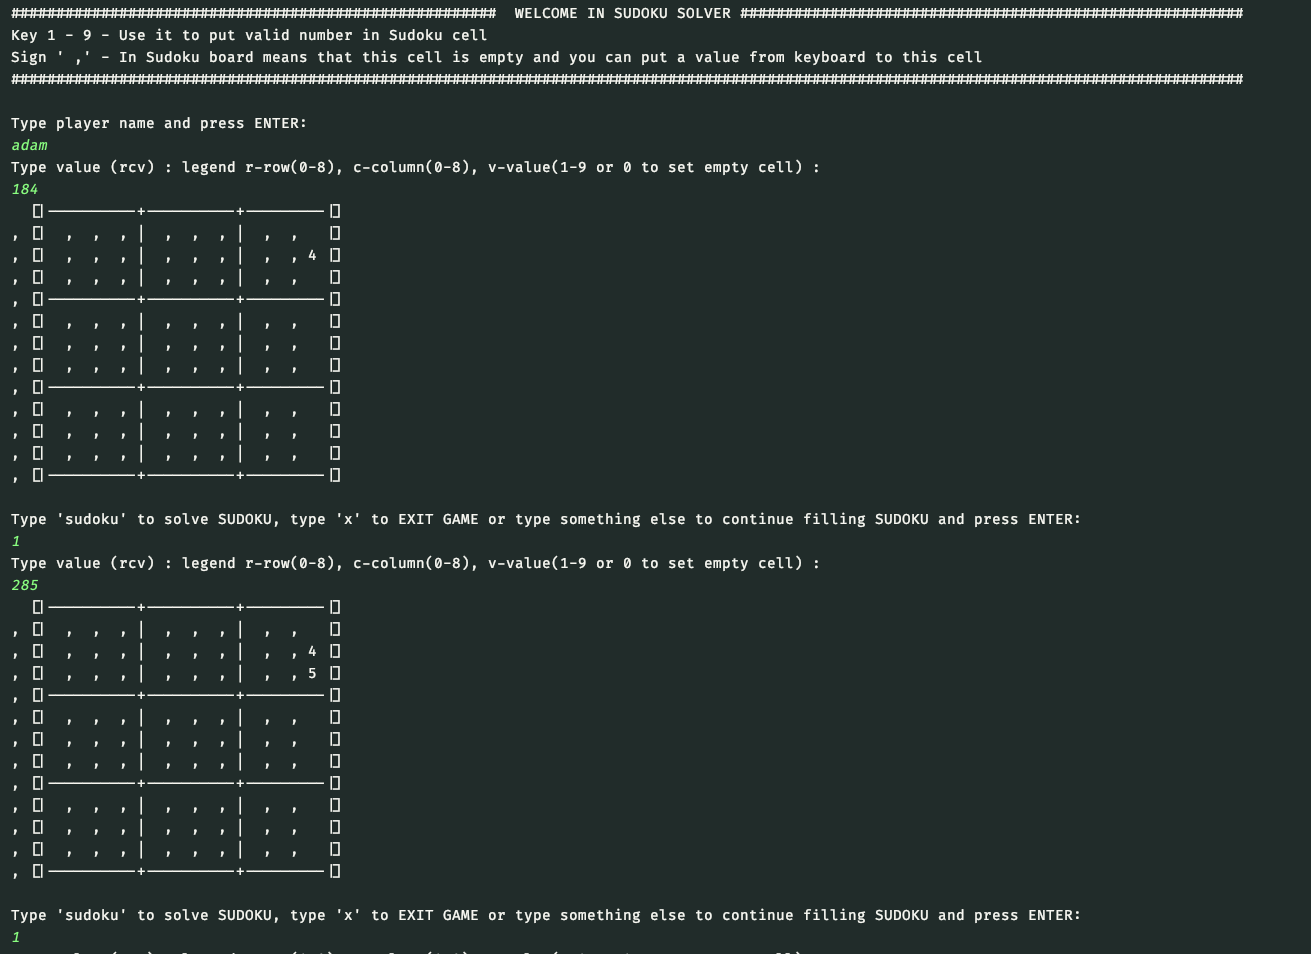 ###################################################### WELCOME IN SUDOKU SOLVER ########################################################
Key 1 - 9 - Use it to put valid number in Sudoku cell
Sign ' ,' - In Sudoku board means that this cell is empty and you can put a value from keyboard to this cell
#########################################################################################################################################
Type player name and press ENTER:
adam
Type value (rcv) : legend r-row(0-8), c-column(0-8), v-value(1-9 or 0 to set empty cell) :
184
  []----------+----------+---------[]
, []  ,  ,  , |  ,  ,  , |  ,  ,   []
, []  ,  ,  , |  ,  ,  , |  ,  , 4 []
, []  ,  ,  , |  ,  ,  , |  ,  ,   []
, []----------+----------+---------[]
, []  ,  ,  , |  ,  ,  , |  ,  ,   []
, []  ,  ,  , |  ,  ,  , |  ,  ,   []
, []  ,  ,  , |  ,  ,  , |  ,  ,   []
, []----------+----------+---------[]
, []  ,  ,  , |  ,  ,  , |  ,  ,   []
, []  ,  ,  , |  ,  ,  , |  ,  ,   []
, []  ,  ,  , |  ,  ,  , |  ,  ,   []
, []----------+----------+---------[]
Type 'sudoku' to solve SUDOKU, type 'x' to EXIT GAME or type something else to continue filling SUDOKU and press ENTER:
1
Type value (rcv) : legend r-row(0-8), c-column(0-8), v-value(1-9 or 0 to set empty cell) :
285
  []----------+----------+---------[]
, []  ,  ,  , |  ,  ,  , |  ,  ,   []
, []  ,  ,  , |  ,  ,  , |  ,  , 4 []
, []  ,  ,  , |  ,  ,  , |  ,  , 5 []
, []----------+----------+---------[]
, []  ,  ,  , |  ,  ,  , |  ,  ,   []
, []  ,  ,  , |  ,  ,  , |  ,  ,   []
, []  ,  ,  , |  ,  ,  , |  ,  ,   []
, []----------+----------+---------[]
, []  ,  ,  , |  ,  ,  , |  ,  ,   []
, []  ,  ,  , |  ,  ,  , |  ,  ,   []
, []  ,  ,  , |  ,  ,  , |  ,  ,   []
, []----------+----------+---------[]
Type 'sudoku' to solve SUDOKU, type 'x' to EXIT GAME or type something else to continue filling SUDOKU and press ENTER:
1